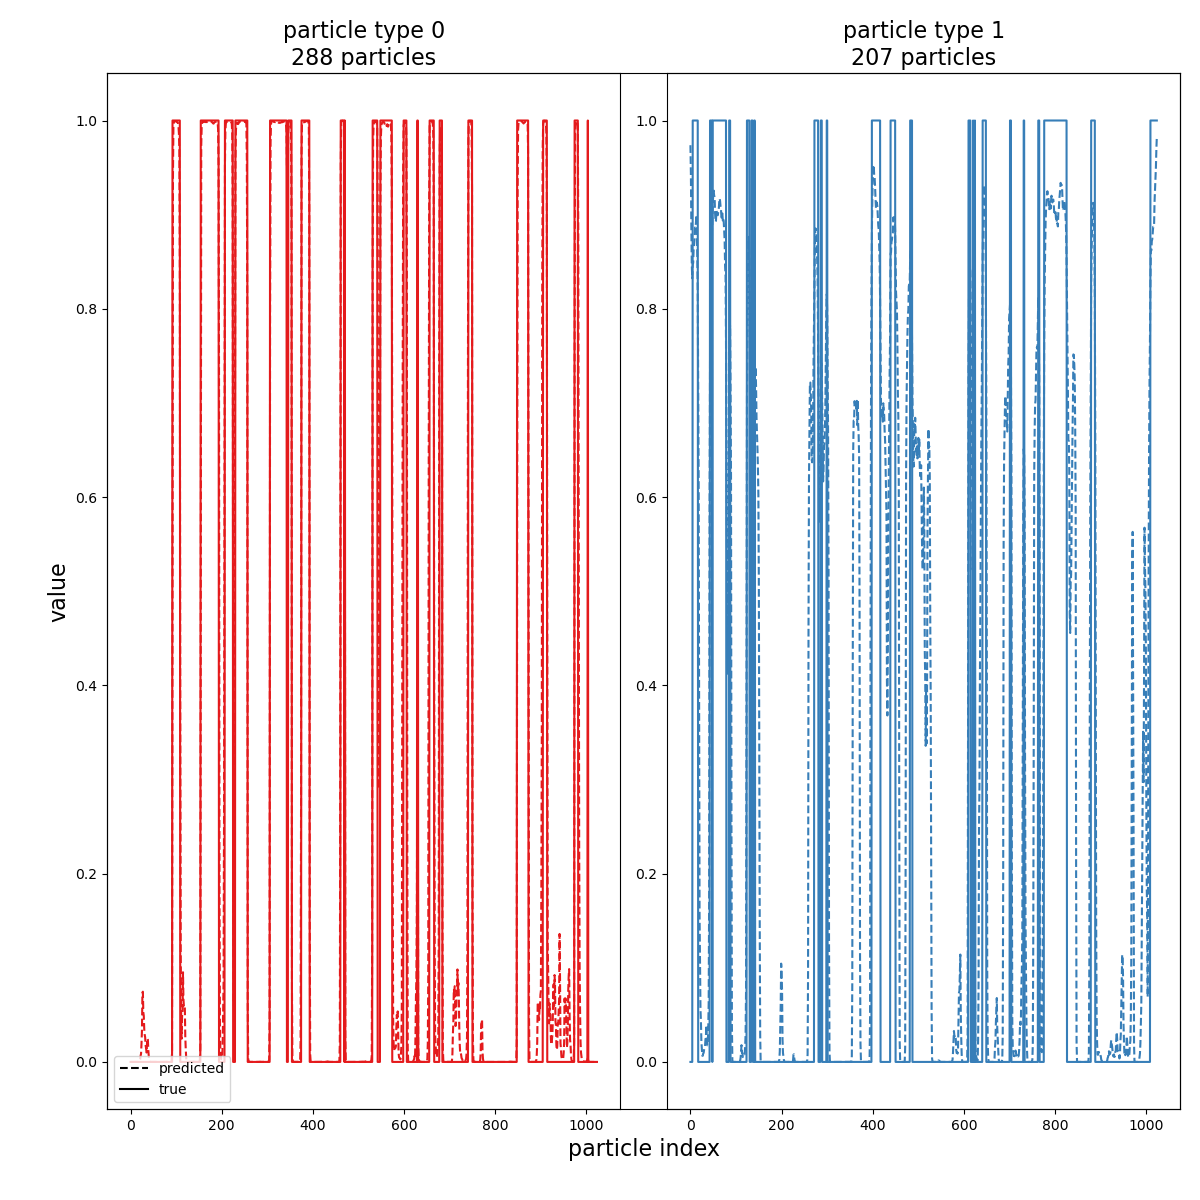 particle type 0
288 particles
particle type 1
207 particles
1.0
0.8
0.6
0.4
0.2
0.0
value
1.0
0.8
0.6
0.4
0.2
0.0
predicted
true
0 200 400 600 800 1000
0 200 400 600 800 1000
particle index